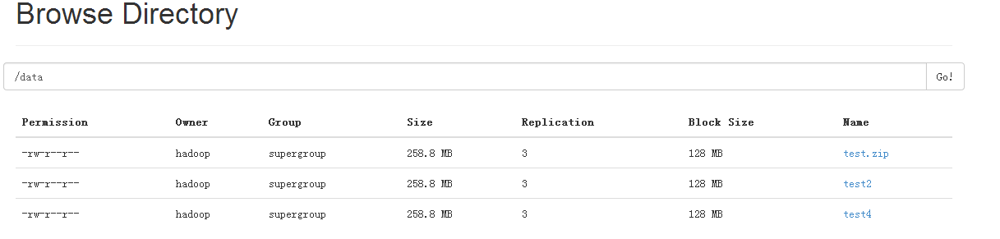 Browse Directory
/data Go!
Permission Owner Group Size Replication Block Size Name
-rw-r--r-- hadoop supergroup 258.8 MB 3 128 MB test.zip
-rw-r--r-- hadoop supergroup 258.8 MB 3 128 MB test2
-rw-r--r-- hadoop supergroup 258.8 MB 3 128 MB test4